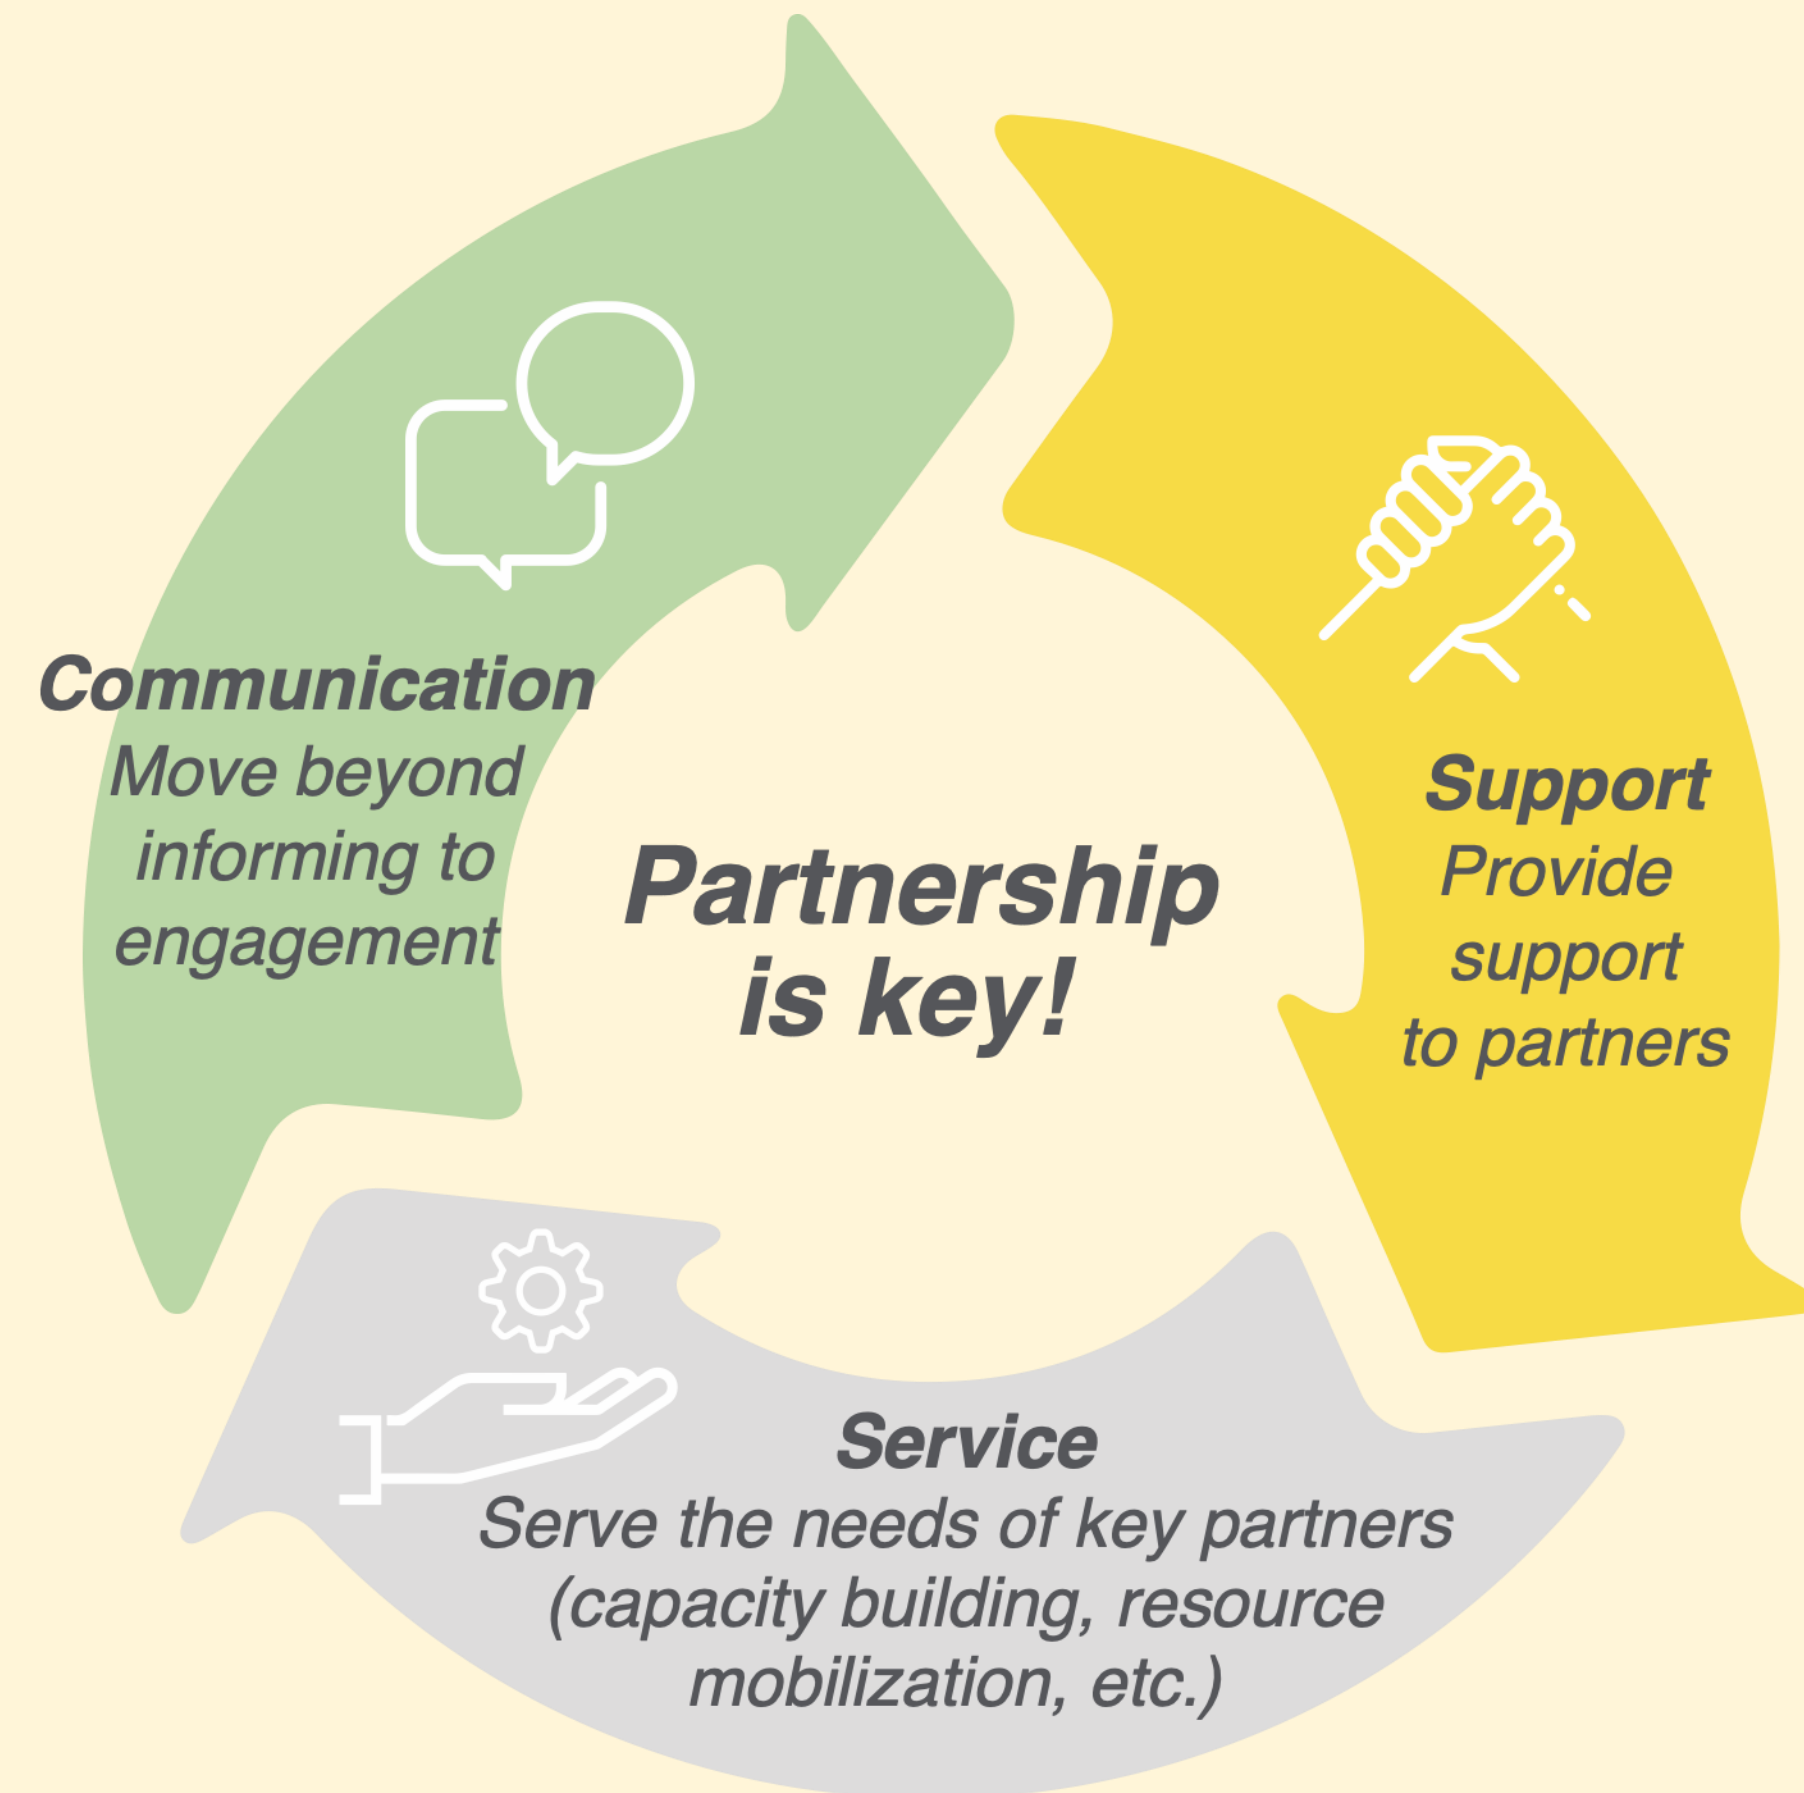 Communication
Move beyond
informing to
engagement
Partnership
is key!
Support
Provide
support
to partners
Service
Serve the needs of key partners
(capacity building, resource
mobilization, etc.)